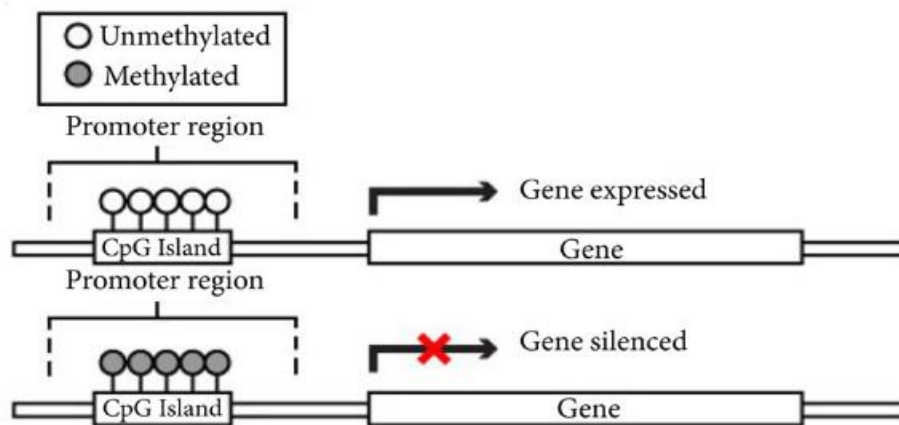 Unmethylated
Methylated
Promoter region
Gene expressed
CpG Island
Gene
Promoter region
Gene silenced
CpG Island
Gene